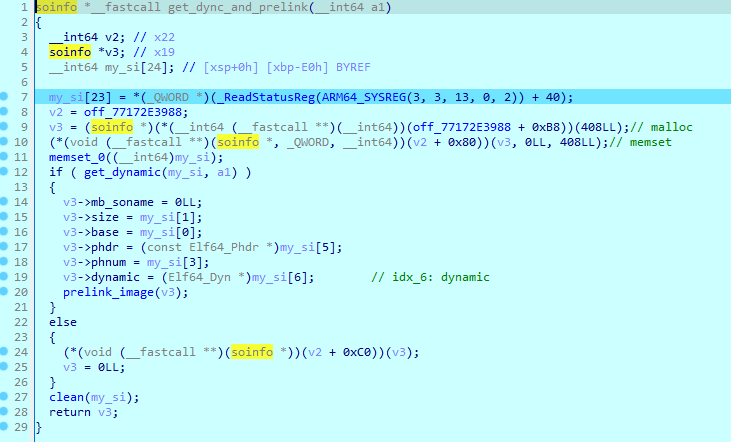 1 soinfo *__fastcall get_dync_and_prelink(__int64 a1)
2 {
3   __int64 v2; // x22
4   soinfo *v3; // x19
5   __int64 my_si[24]; // [xsp+0h] [xbp-E0h] BYREF
6
7   my_si[23] = *(_QWORD *)(_ReadStatusReg(ARM64_SYSREG(3, 3, 13, 0, 2)) + 40);
8   v2 = off_77172E3988;
9   v3 = (soinfo *)(*(__int64 (__fastcall **)(__int64))(off_77172E3988 + 0xB8))(408LL);// malloc
10   (*(void (__fastcall **)(soinfo *, _QWORD, __int64))(v2 + 0x80))(v3, 0LL, 408LL);// memset
11   memset_0((__int64)my_si);
12   if ( get_dynamic(my_si, a1) )
13   {
14     v3->mb_soname = 0LL;
15     v3->size = my_si[1];
16     v3->base = my_si[0];
17     v3->phdr = (const Elf64_Phdr *)my_si[5];
18     v3->phnum = my_si[3];
19     v3->dynamic = (Elf64_Dyn *)my_si[6];        // idx_6: dynamic
20     prelink_image(v3);
21   }
22   else
23   {
24     (*(void (__fastcall **)(soinfo *))(v2 + 0xC0))(v3);
25     v3 = 0LL;
26   }
27   clean(my_si);
28   return v3;
29 }